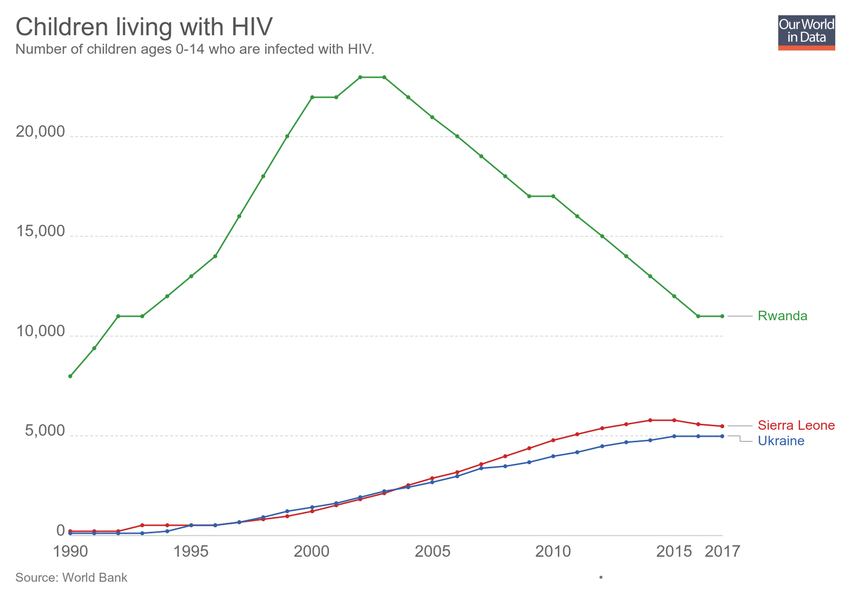 Children living with HIV
Number of children ages 0-14 who are infected with HIV.
Our World
in Data
20,000
15,000
10,000
5,000
0
Rwanda
Sierra Leone
Ukraine
1990 1995 2000 2005 2010 2015 2017
Source: World Bank